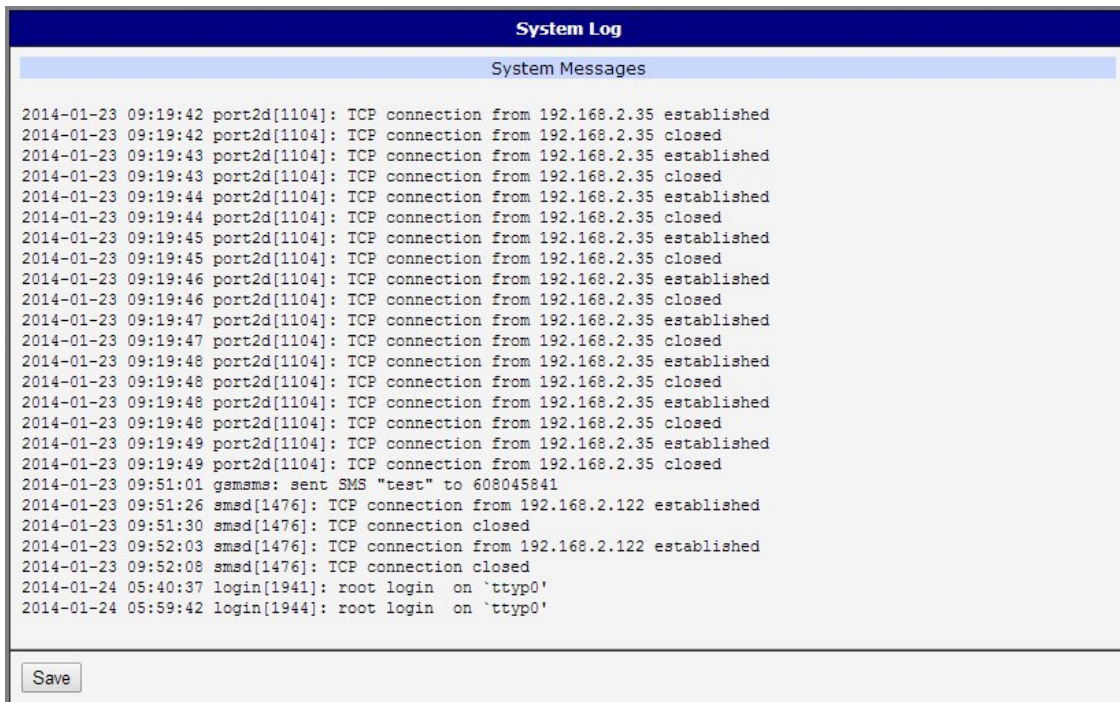 System Log
System Messages
2014-01-23 09:19:42 port2d[1104]: TCP connection from 192.168.2.35 established
2014-01-23 09:19:42 port2d[1104]: TCP connection from 192.168.2.35 closed
2014-01-23 09:19:43 port2d[1104]: TCP connection from 192.168.2.35 established
2014-01-23 09:19:43 port2d[1104]: TCP connection from 192.168.2.35 closed
2014-01-23 09:19:44 port2d[1104]: TCP connection from 192.168.2.35 established
2014-01-23 09:19:44 port2d[1104]: TCP connection from 192.168.2.35 closed
2014-01-23 09:19:45 port2d[1104]: TCP connection from 192.168.2.35 established
2014-01-23 09:19:45 port2d[1104]: TCP connection from 192.168.2.35 closed
2014-01-23 09:19:46 port2d[1104]: TCP connection from 192.168.2.35 established
2014-01-23 09:19:46 port2d[1104]: TCP connection from 192.168.2.35 closed
2014-01-23 09:19:47 port2d[1104]: TCP connection from 192.168.2.35 established
2014-01-23 09:19:47 port2d[1104]: TCP connection from 192.168.2.35 closed
2014-01-23 09:19:48 port2d[1104]: TCP connection from 192.168.2.35 established
2014-01-23 09:19:48 port2d[1104]: TCP connection from 192.168.2.35 closed
2014-01-23 09:19:48 port2d[1104]: TCP connection from 192.168.2.35 established
2014-01-23 09:19:48 port2d[1104]: TCP connection from 192.168.2.35 closed
2014-01-23 09:19:49 port2d[1104]: TCP connection from 192.168.2.35 established
2014-01-23 09:19:49 port2d[1104]: TCP connection from 192.168.2.35 closed
2014-01-23 09:51:01 gsmsms: sent SMS "test" to 608045841
2014-01-23 09:51:26 smsd[1476]: TCP connection from 192.168.2.122 established
2014-01-23 09:51:30 smsd[1476]: TCP connection closed
2014-01-23 09:52:03 smsd[1476]: TCP connection from 192.168.2.122 established
2014-01-23 09:52:08 smsd[1476]: TCP connection closed
2014-01-24 05:40:37 login[1941]: root login  on `ttyp0'
2014-01-24 05:59:42 login[1944]: root login  on `ttyp0'
Save